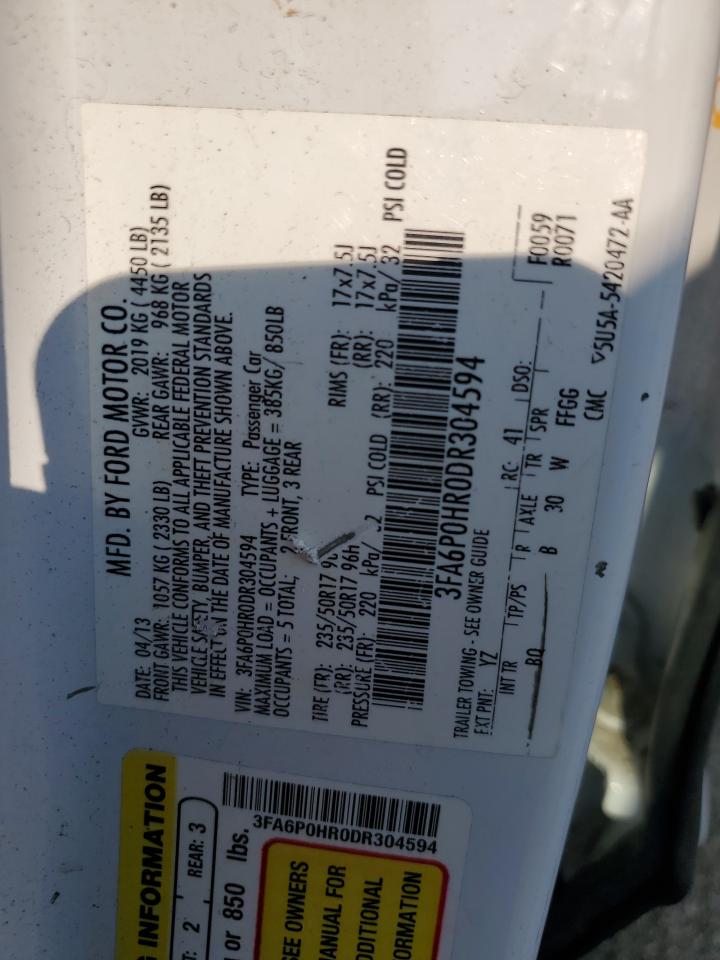 MFD. BY FORD MOTOR CO.
DATE: 04/13 GVWR: 2019 KG ( 4450 LB)
FRONT GAWR: 1057 KG ( 2330 LB) REAR GAWR: 968 KG ( 2135 LB)
THIS VEHICLE CONFORMS TO ALL APPLICABLE FEDERAL MOTOR
VEHICLE SAFETY, BUMPER, AND THEFT PREVENTION STANDARDS
IN EFFECT ON THE DATE OF MANUFACTURE SHOWN ABOVE.
VIN: 3FA6P0HR0DR304594 TYPE: Passenger Car
MAXIMUM LOAD = OCCUPANTS + LUGGAGE = 385KG/ 850LB
OCCUPANTS = 5 TOTAL; 2 FRONT, 3 REAR
TIRE (FR): 235/50R17 RIMS (FR): 17x7.5J
(RR): 235/50R17 96H (RR): 17x7.5J
PRESSURE (FR): 220 kPa/ PSI COLD (RR): 220 kPa/ 32 PSI COLD
3FA6P0HR0DR304594
TRAILER TOWING - SEE OWNER GUIDE
EXT PNT: YZ RC: 41 DSO: F0059
INT TR TP/PS R AXLE TR SPR R0071
BQ B 30 W FFGG
CMC 5U5A-5420472-AA
G INFORMATION
T: 2 REAR: 3
g or 850 lbs.
3FA6P0HR0DR304594
SEE OWNERS
MANUAL FOR
ADDITIONAL
FORMATION